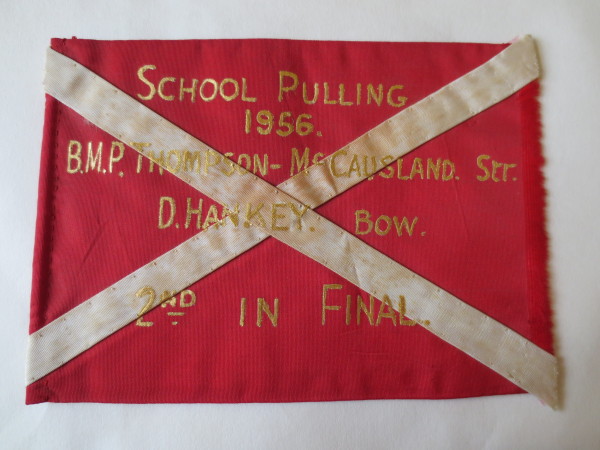 SCHOOL PULLING
1956.
B.M.P. THOMPSON-MCCAUSLAND. Str.
D. HANKEY. BOW.
2ND IN FINAL.